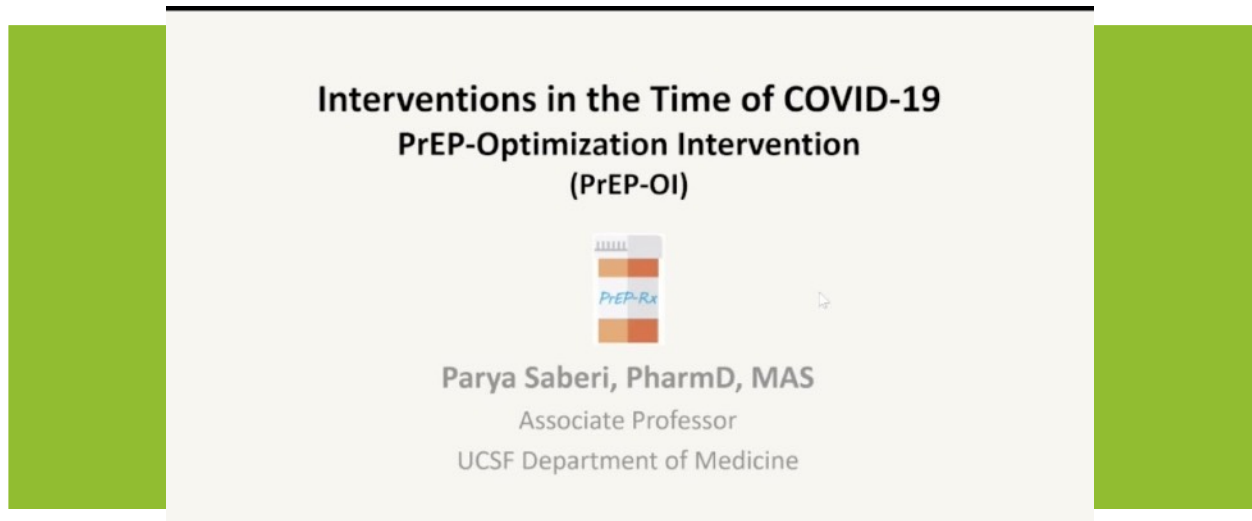 Interventions in the Time of COVID-19
PrEP-Optimization Intervention
(PrEP-OI)
PrEP-Rx
Parya Saberi, PharmD, MAS
Associate Professor
UCSF Department of Medicine